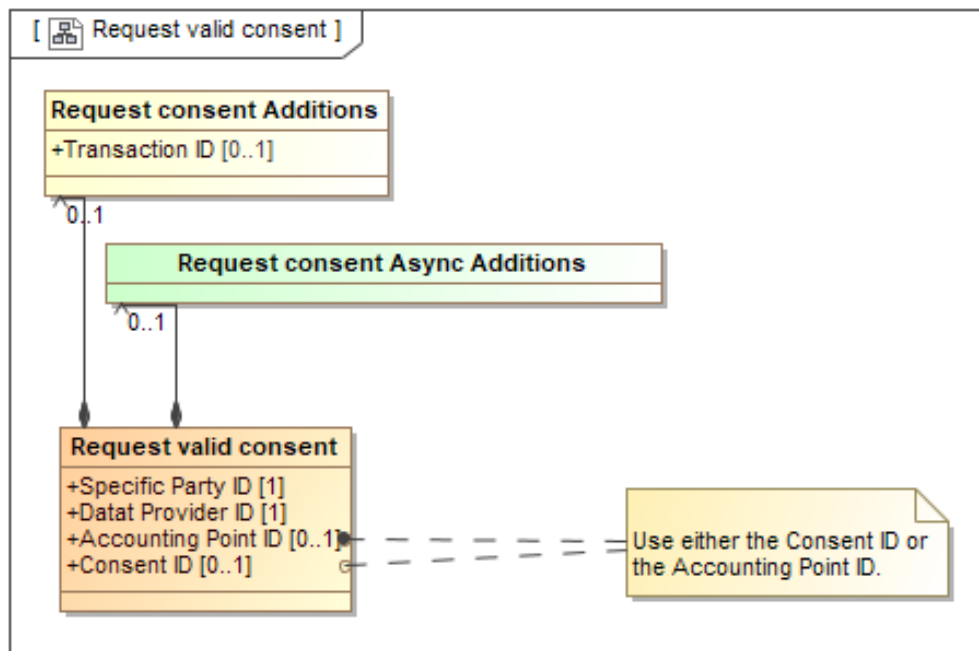 [ Request valid consent ]
Request consent Additions
+Transaction ID [0..1]
0..1
Request consent Async Additions
0..1
Request valid consent
+Specific Party ID [1]
+Datat Provider ID [1]
+Accounting Point ID [0..1]
+Consent ID [0..1]
Use either the Consent ID or
the Accounting Point ID.